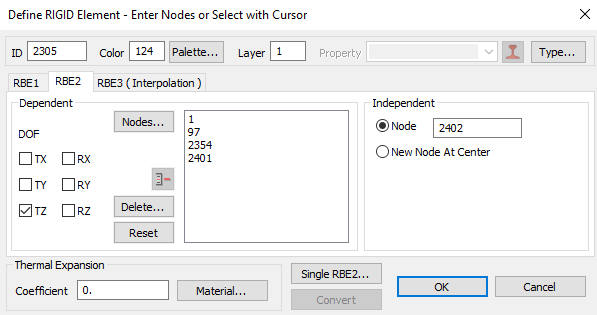 Define RIGID Element - Enter Nodes or Select with Cursor
ID 2305 Color 124 Palette... Layer 1 Property Type...
RBE1 RBE2 RBE3 ( Interpolation )
Dependent
DOF
TX RX
TY RY
TZ RZ
Nodes...
Delete...
Reset
1
97
2354
2401
Independent
Node 2402
New Node At Center
Thermal Expansion
Coefficient 0. Material...
Single RBE2...
Convert
OK Cancel